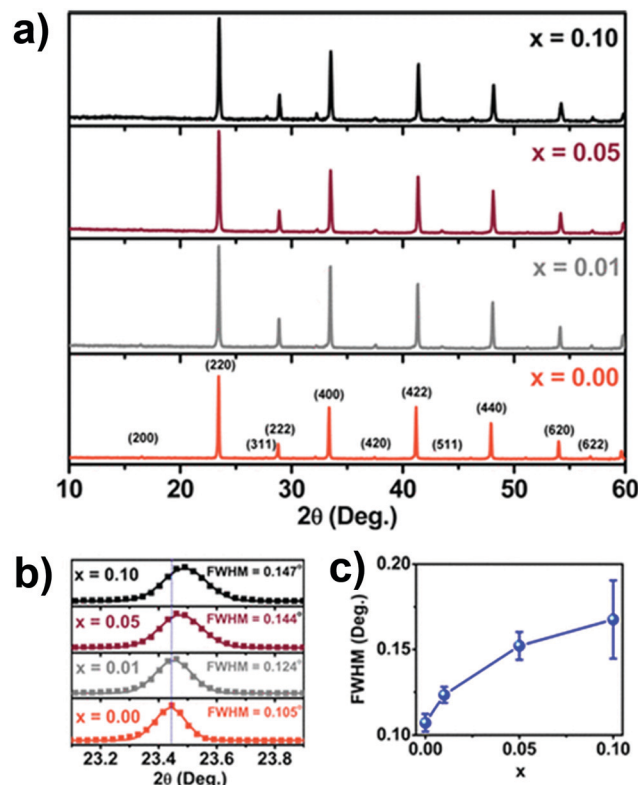 a)
x = 0.10
x = 0.05
x = 0.01
x = 0.00
(200)
(220)
(311)
(222)
(400)
(420)
(422)
(511)
(440)
(620)
(622)
10 20 30 40 50 60
2θ (Deg.)
b)
x = 0.10 FWHM = 0.147°
x = 0.05 FWHM = 0.144°
x = 0.01 FWHM = 0.124°
x = 0.00 FWHM = 0.105°
23.2 23.4 23.6 23.8
2θ (Deg.)
c)
FWHM (Deg.)
0.20
0.15
0.10
0.00 0.05 0.10
x